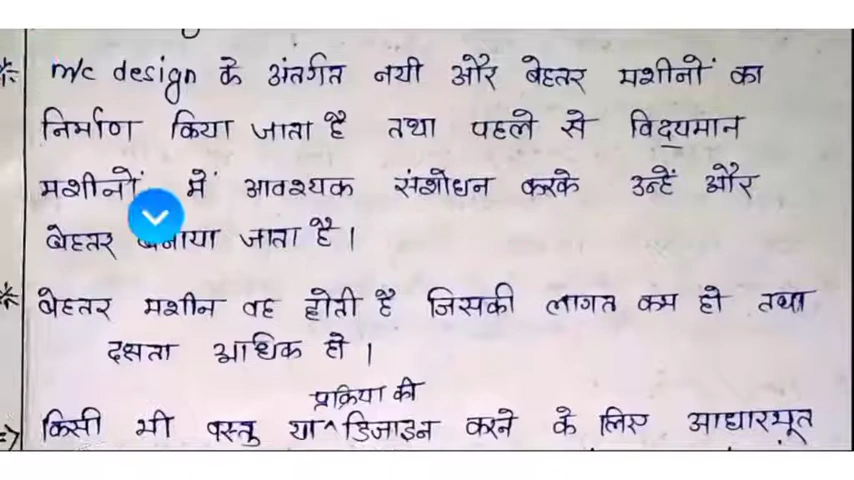 * m/c design के अंतर्गत नयी और बेहतर मशीनों का
निर्माण किया जाता है तथा पहले से विद्यमान
मशीनों में आवश्यक संशोधन करके उन्हें और
बेहतर बनाया जाता है।
* बेहतर मशीन वह होती है जिसकी लागत कम हो तथा
दक्षता अधिक हो।
प्रक्रिया की
=> किसी भी वस्तु या ^ डिजाइन करने के लिए आधारभूत